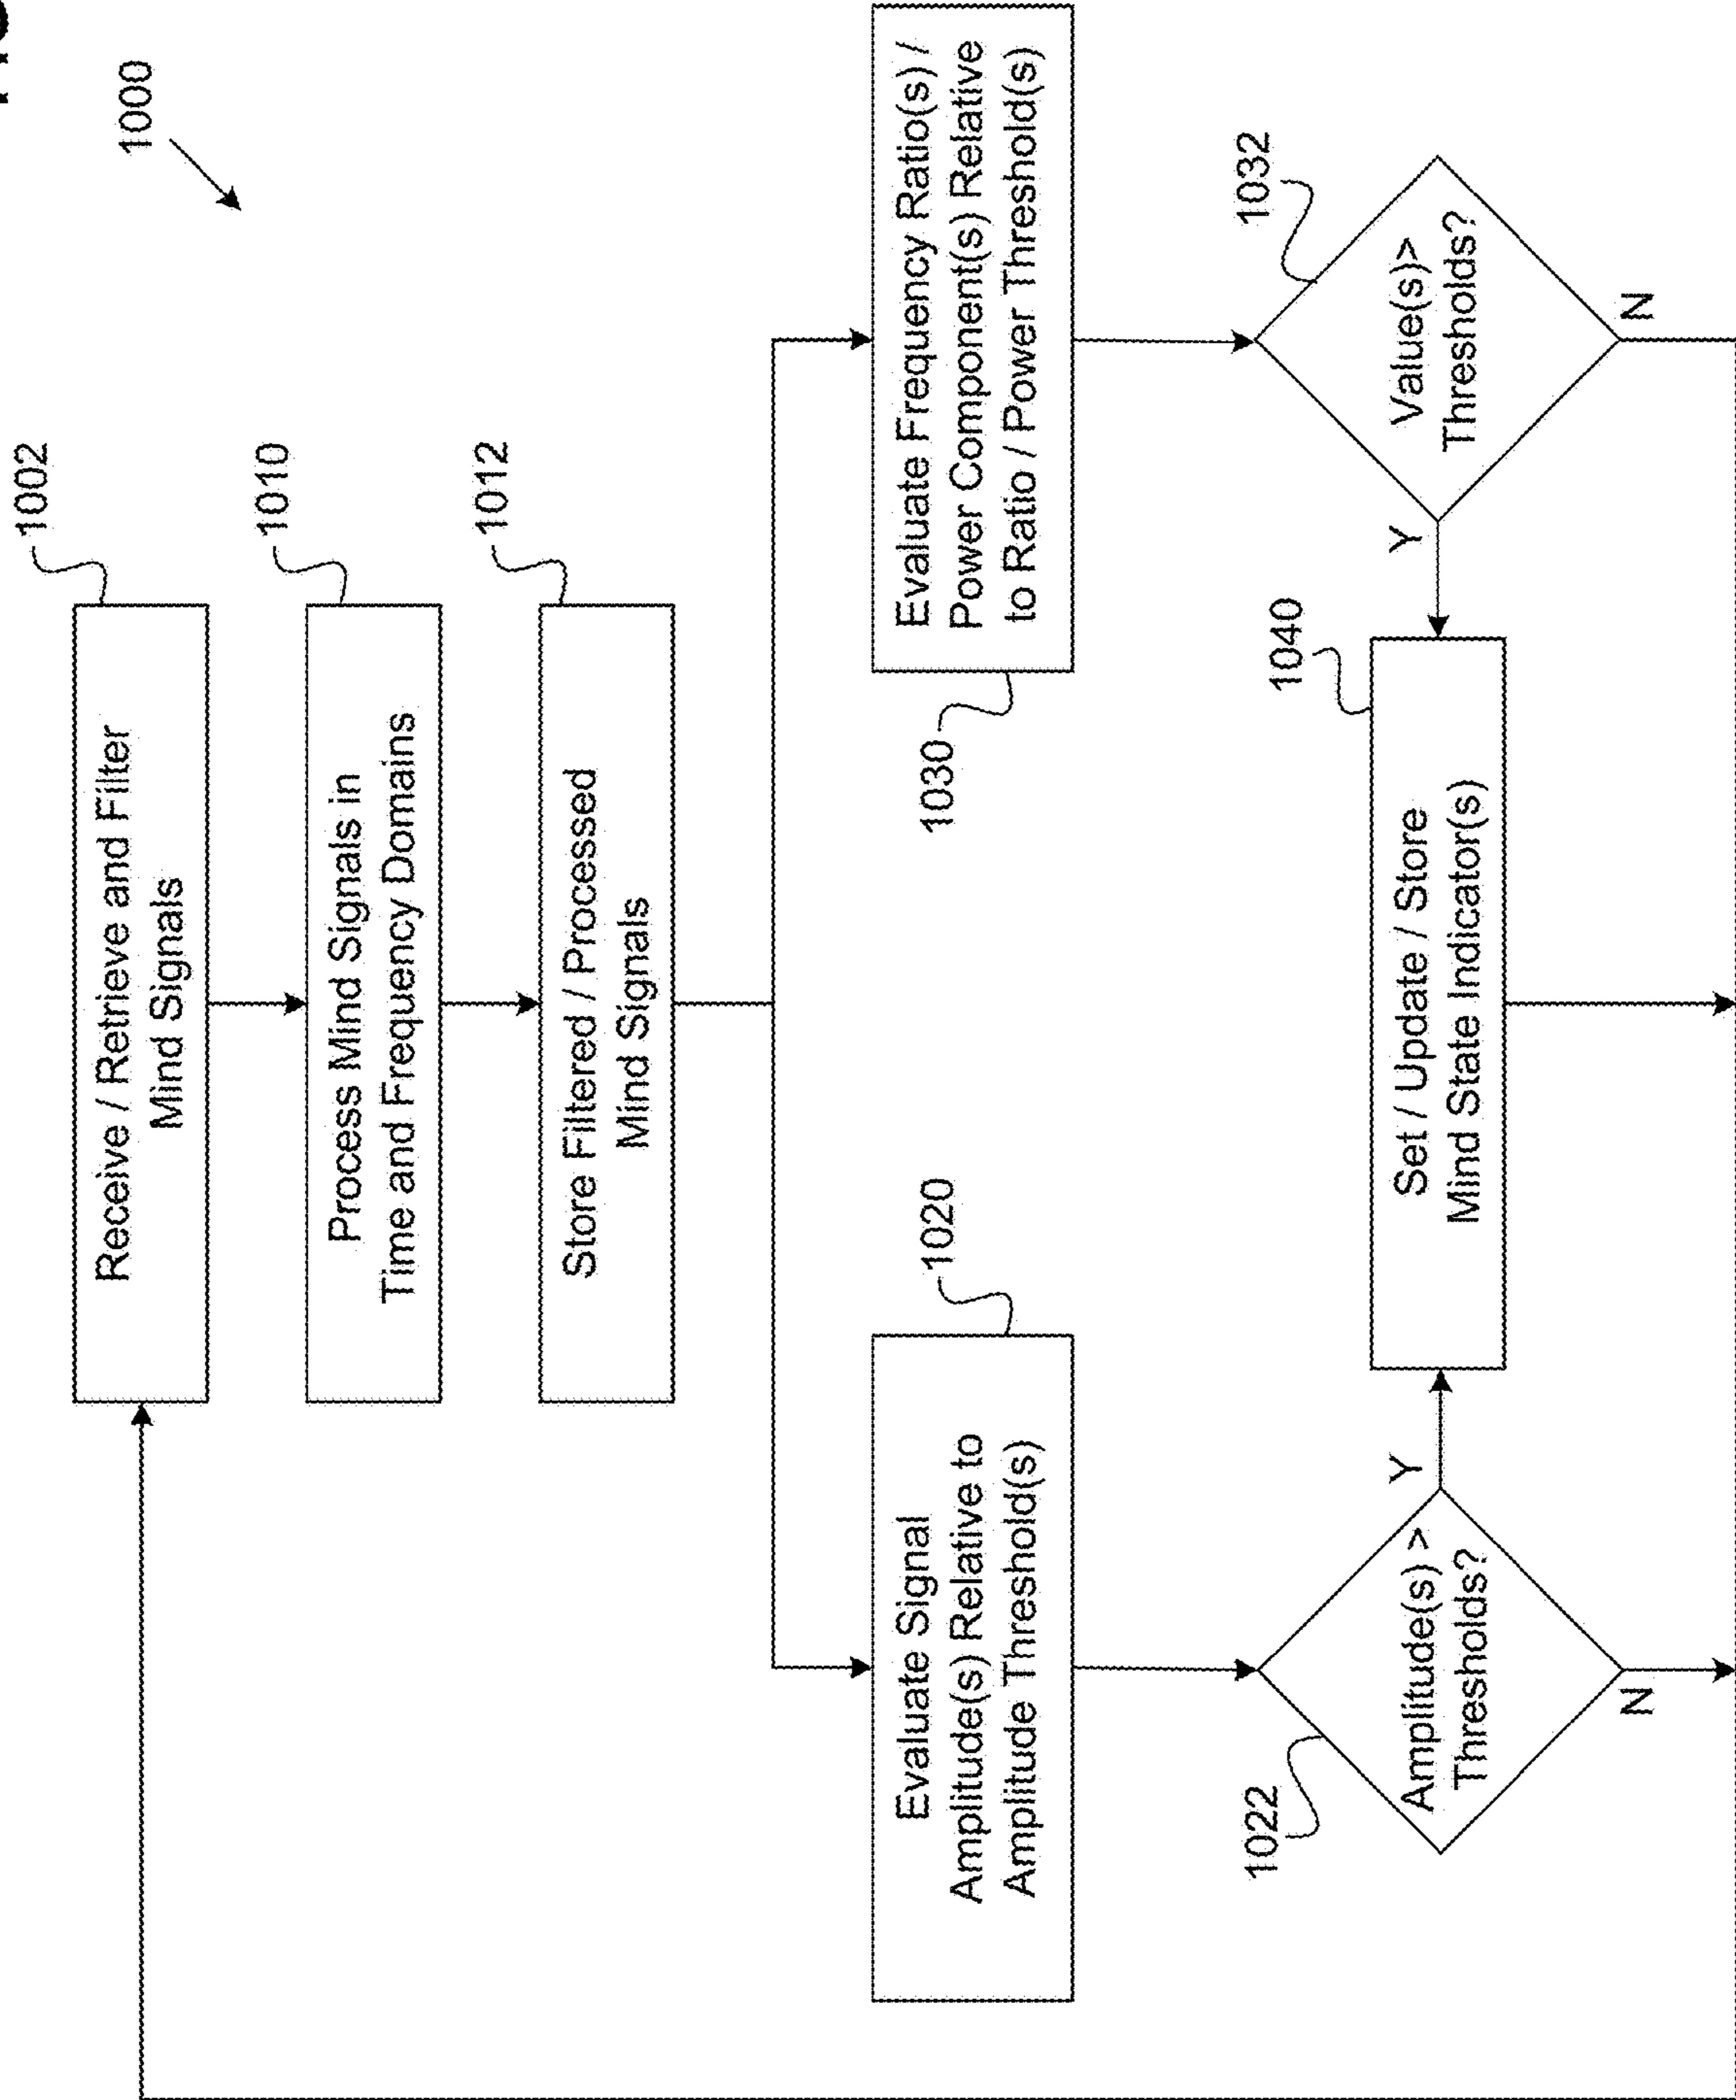 1000
1002
Receive / Retrieve and Filter
Mind Signals
1010
Process Mind Signals in
Time and Frequency Domains
1012
Store Filtered / Processed
Mind Signals
1020
Evaluate Signal
Amplitude(s) Relative to
Amplitude Threshold(s)
1030
Evaluate Frequency Ratio(s) /
Power Component(s) Relative
to Ratio / Power Threshold(s)
1022
Amplitude(s) >
Thresholds?
Y
N
1040
Set / Update / Store
Mind State Indicator(s)
1032
Value(s)>
Thresholds?
Y
N